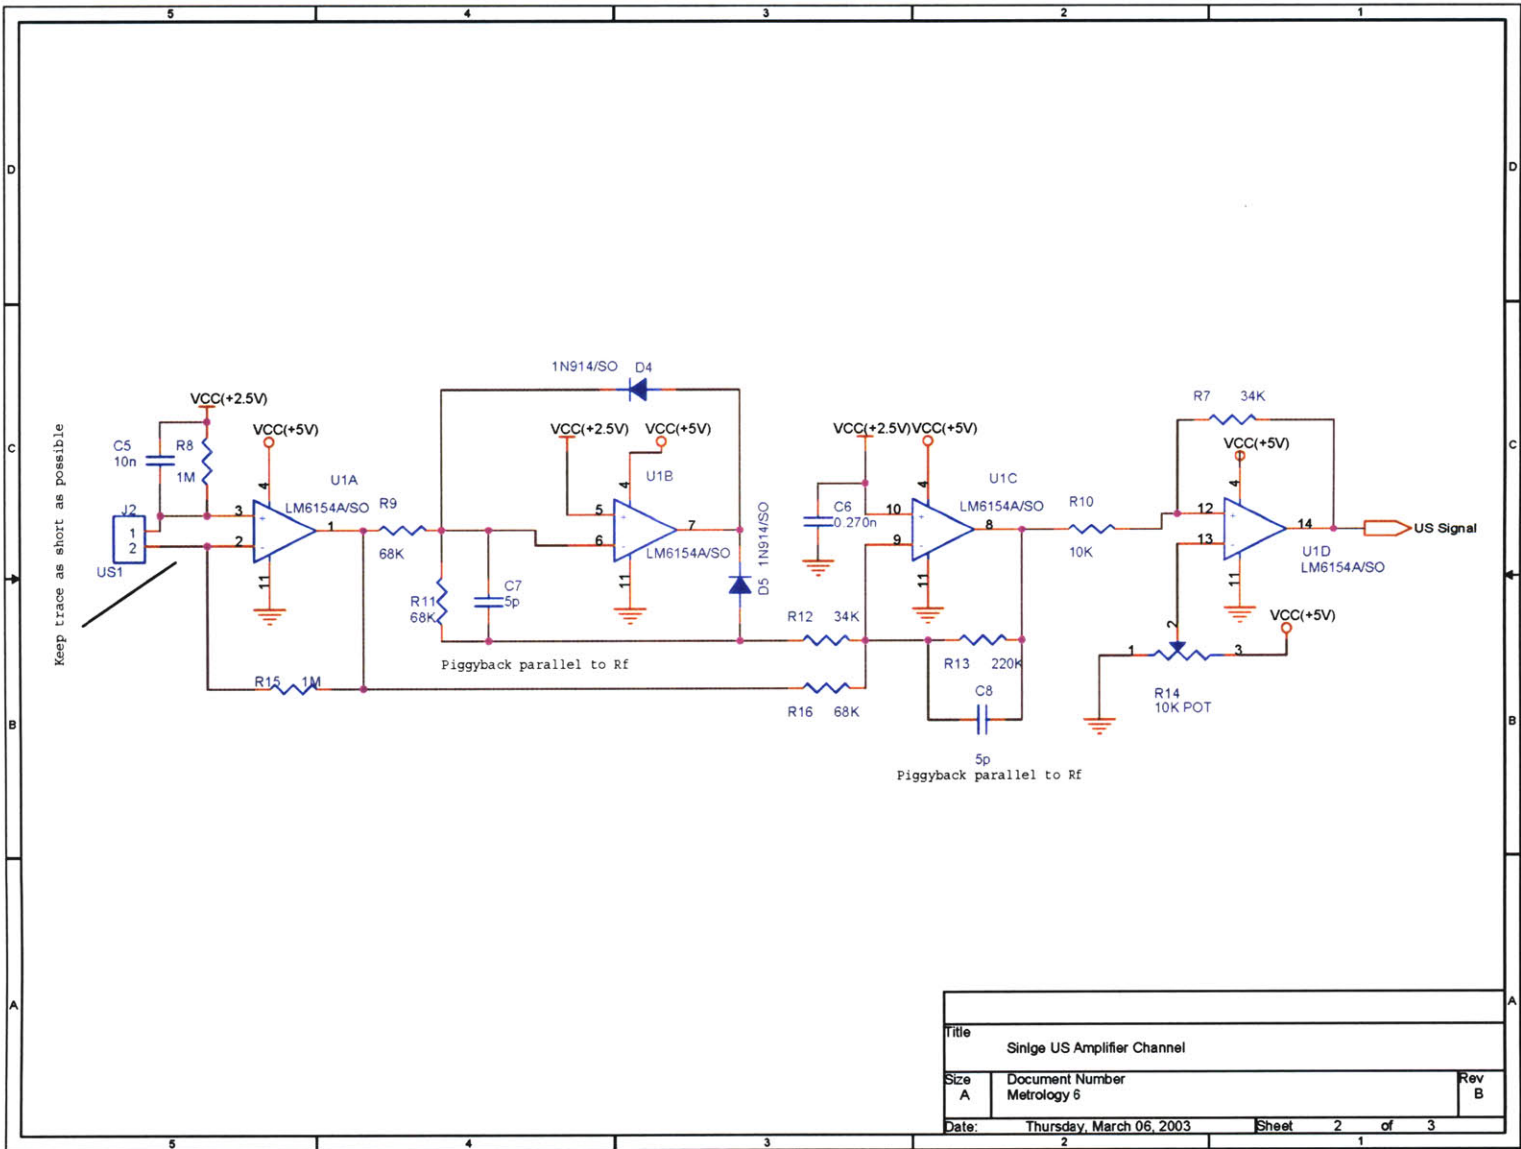 5 4 3 2 1
D D
C C
B B
A A
Keep trace as short as possible
VCC(+2.5V)
C5
10n
R8
1M
VCC(+5V)
4
U1A
LM6154A/SO
J2
1
2
US1
3
+
2
-
1
11
R9
68K
R15 1M
1N914/SO D4
VCC(+2.5V) VCC(+5V)
4
U1B
5
+
6
-
7
LM6154A/SO
11
D5 1N914/SO
R11
68K
C7
5p
Piggyback parallel to Rf
R12 34K
R16 68K
VCC(+2.5V) VCC(+5V)
4
U1C
LM6154A/SO
C6
0.270n
10
+
9
-
8
11
R13 220K
C8
5p
Piggyback parallel to Rf
R10
10K
R7 34K
VCC(+5V)
4
12
+
13
-
14
US Signal
U1D
LM6154A/SO
11
VCC(+5V)
2
1
3
R14
10K POT
Title
Sinlge US Amplifier Channel
Size
A
Document Number
Metrology 6
Rev
B
Date: Thursday, March 06, 2003 Sheet 2 of 3
5 4 3 2 1